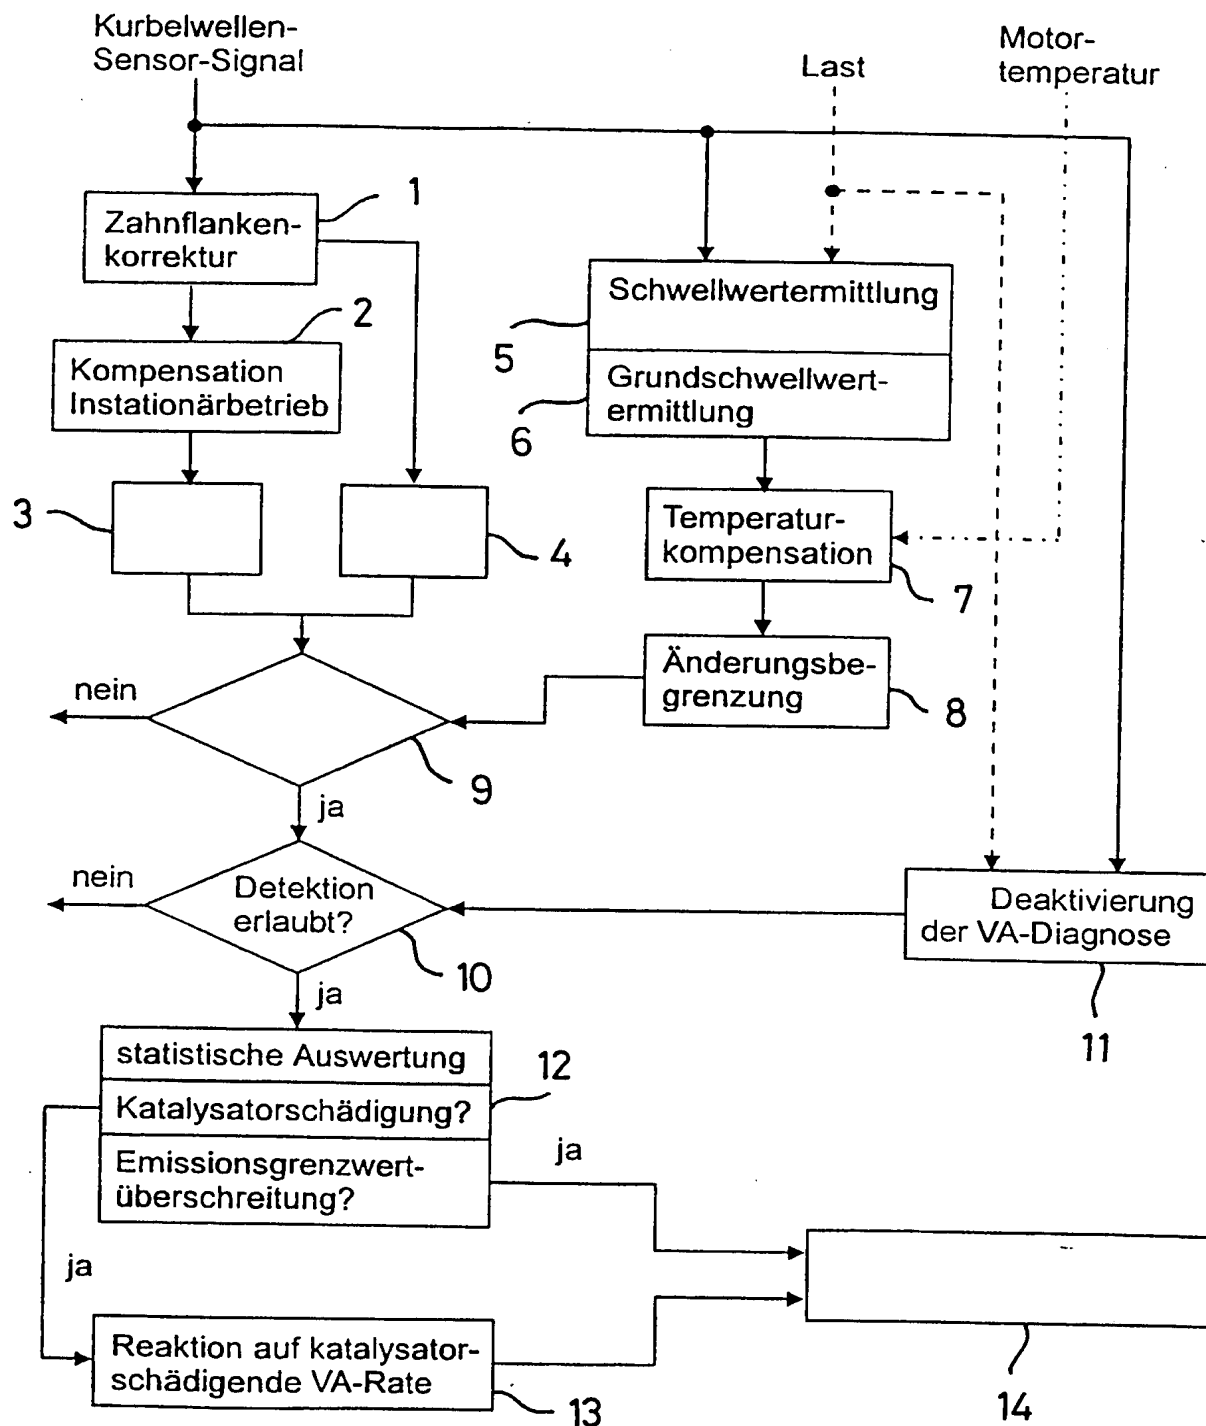 Kurbelwellen-
Sensor-Signal
Last
Motor-
temperatur
Zahnflanken-
korrektur
1
Kompensation
Instationärbetrieb
2
3
4
Schwellwertermittlung
5
Grundschwellwert-
ermittlung
6
Temperatur-
kompensation
7
Änderungsbe-
grenzung
8
nein
9
ja
nein
Detektion
erlaubt?
10
ja
Deaktivierung
der VA-Diagnose
11
statistische Auswertung
Katalysatorschädigung?
12
Emissionsgrenzwert-
überschreitung?
ja
ja
Reaktion auf katalysator-
schädigende VA-Rate
13
14